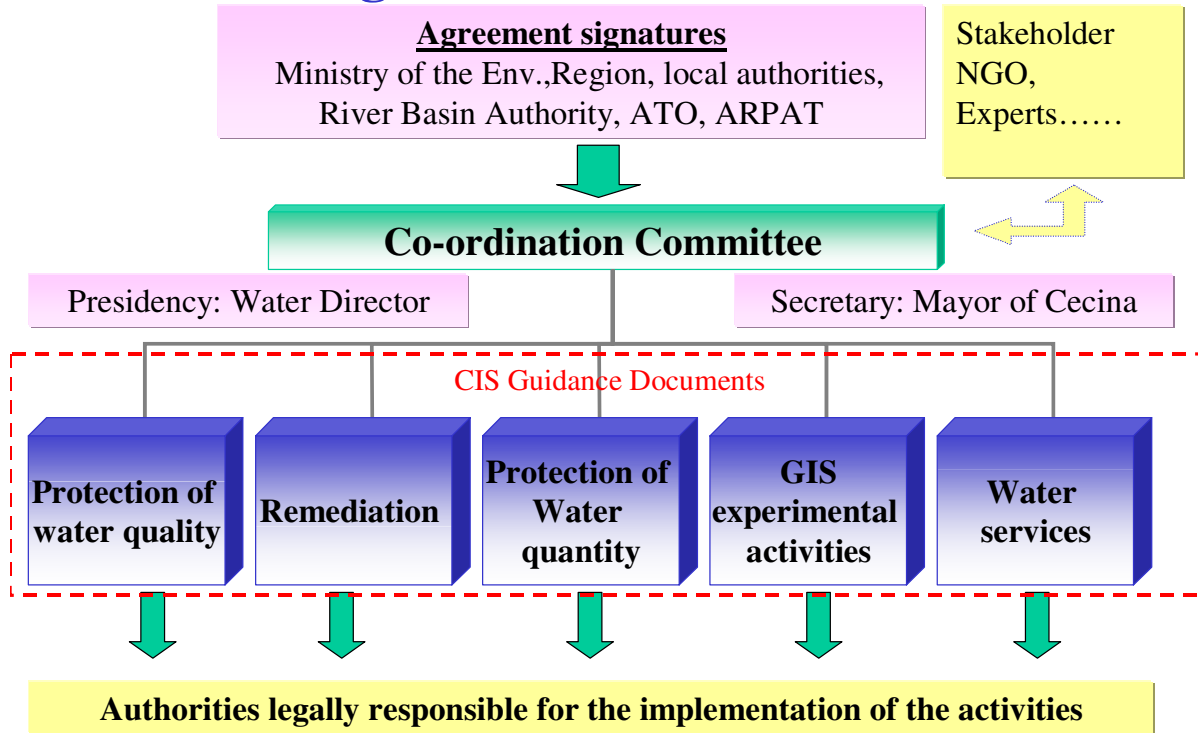 Agreement signatures
Ministry of the Env.,Region, local authorities,
River Basin Authority, ATO, ARPAT
Stakeholder
NGO,
Experts……
Co-ordination Committee
Presidency: Water Director
Secretary: Mayor of Cecina
CIS Guidance Documents
Protection of
water quality
Remediation
Protection of
Water
quantity
GIS
experimental
activities
Water
services
Authorities legally responsible for the implementation of the activities